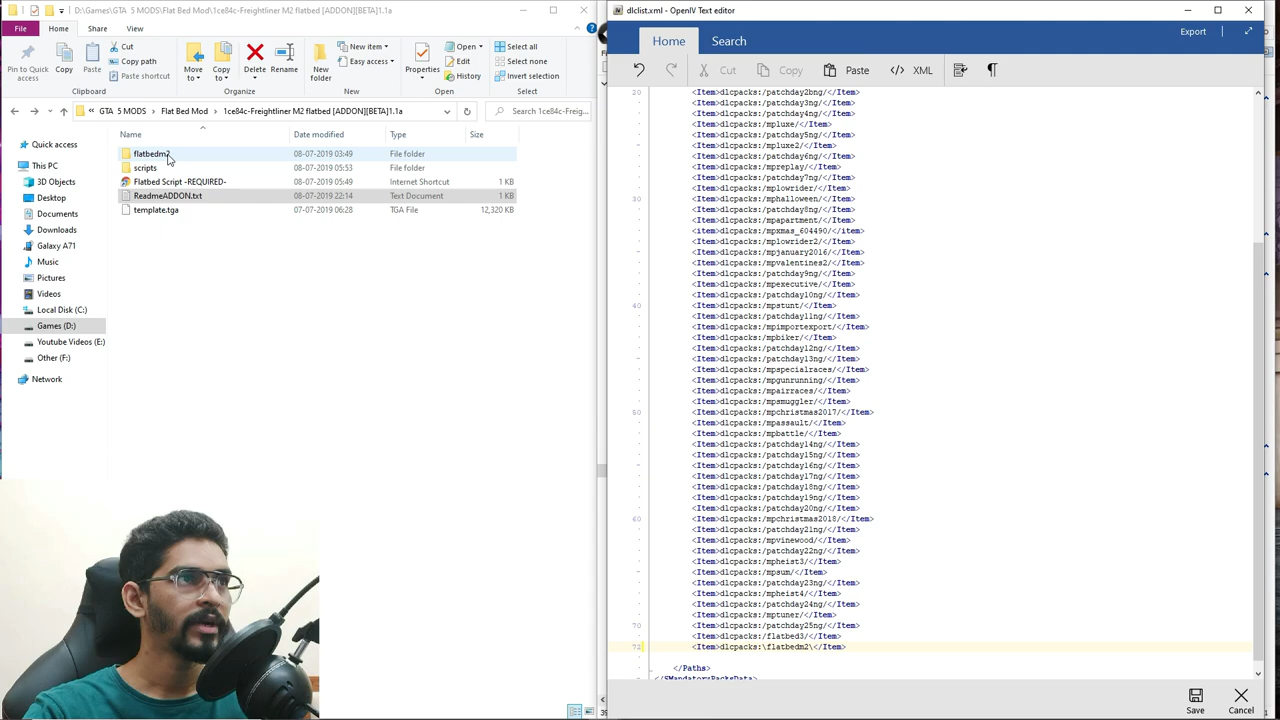 D:\Games\GTA  5 MODS\Flat Bed Mod\1ce84c-Freightliner M2 flatbed [ADDON][BETA]1.1a
File
Home
Share
View
Pin to Quick access
Copy
Paste
Cut
Copy path
Paste shortcut
Clipboard
Move to
Copy to
Delete
Rename
Organize
New folder
New item
Easy access
New
Properties
Open
Edit
History
Open
Select all
Select none
Invert selection
Select
« GTA  5 MODS > Flat Bed Mod > 1ce84c-Freightliner M2 flatbed [ADDON][BETA]1.1a
Search 1ce84c-Freig...
Name
Date modified
Type
Size
flatbedm2
08-07-2019 03:49
File folder
scripts
08-07-2019 05:53
File folder
Flatbed Script -REQUIRED-
08-07-2019 05:49
Internet Shortcut
1 KB
ReadmeADDON.txt
08-07-2019 22:14
Text Document
1 KB
template.tga
07-07-2019 06:28
TGA File
12,320 KB
Quick access
This PC
3D Objects
Desktop
Documents
Downloads
Galaxy A71
Music
Pictures
Videos
Local Disk (C:)
Games (D:)
Youtube Videos (E:)
Other (F:)
Network
dlclist.xml - OpenIV Text editor
Home
Search
Export
Cut
Copy
Paste
XML
20 <Item>dlcpacks:/patchday2bng/</Item>
<Item>dlcpacks:/patchday3ng/</Item>
<Item>dlcpacks:/patchday4ng/</Item>
<Item>dlcpacks:/mpluxe/</Item>
<Item>dlcpacks:/patchday5ng/</Item>
<Item>dlcpacks:/mpluxe2/</Item>
<Item>dlcpacks:/patchday6ng/</Item>
<Item>dlcpacks:/mpreplay/</Item>
<Item>dlcpacks:/patchday7ng/</Item>
<Item>dlcpacks:/mplowrider/</Item>
30 <Item>dlcpacks:/mphalloween/</Item>
<Item>dlcpacks:/patchday8ng/</Item>
<Item>dlcpacks:/mpapartment/</Item>
<item>dlcpacks:/mpxmas_604490/</item>
<Item>dlcpacks:/mplowrider2/</Item>
<Item>dlcpacks:/mpjanuary2016/</Item>
<Item>dlcpacks:/mpvalentines2/</Item>
<Item>dlcpacks:/patchday9ng/</Item>
<Item>dlcpacks:/mpexecutive/</Item>
<Item>dlcpacks:/patchday10ng/</Item>
40 <Item>dlcpacks:/mpstunt/</Item>
<Item>dlcpacks:/patchday11ng/</Item>
<Item>dlcpacks:/mpimportexport/</Item>
<Item>dlcpacks:/mpbiker/</Item>
<Item>dlcpacks:/patchday12ng/</Item>
<Item>dlcpacks:/patchday13ng/</Item>
<Item>dlcpacks:/mpspecialraces/</Item>
<Item>dlcpacks:/mpgunrunning/</Item>
<Item>dlcpacks:/mpairraces/</Item>
<Item>dlcpacks:/mpsmuggler/</Item>
50 <Item>dlcpacks:/mpchristmas2017/</Item>
<Item>dlcpacks:/mpassault/</Item>
<Item>dlcpacks:/mpbattle/</Item>
<Item>dlcpacks:/patchday14ng/</Item>
<Item>dlcpacks:/patchday15ng/</Item>
<Item>dlcpacks:/patchday16ng/</Item>
<Item>dlcpacks:/patchday17ng/</Item>
<Item>dlcpacks:/patchday18ng/</Item>
<Item>dlcpacks:/patchday19ng/</Item>
<Item>dlcpacks:/patchday20ng/</Item>
60 <Item>dlcpacks:/mpchristmas2018/</Item>
<Item>dlcpacks:/patchday21ng/</Item>
<Item>dlcpacks:/mpvinewood/</Item>
<Item>dlcpacks:/patchday22ng/</Item>
<Item>dlcpacks:/mpheist3/</Item>
<Item>dlcpacks:/mpsum/</Item>
<Item>dlcpacks:/patchday23ng/</Item>
<Item>dlcpacks:/mpheist4/</Item>
<Item>dlcpacks:/patchday24ng/</Item>
<Item>dlcpacks:/mptuner/</Item>
70 <Item>dlcpacks:/patchday25ng/</Item>
<Item>dlcpacks:/flatbed3/</Item>
72 <Item>dlcpacks:\flatbedm2\</Item>
</Paths>
</SMandatoryPacksData>
Save
Cancel